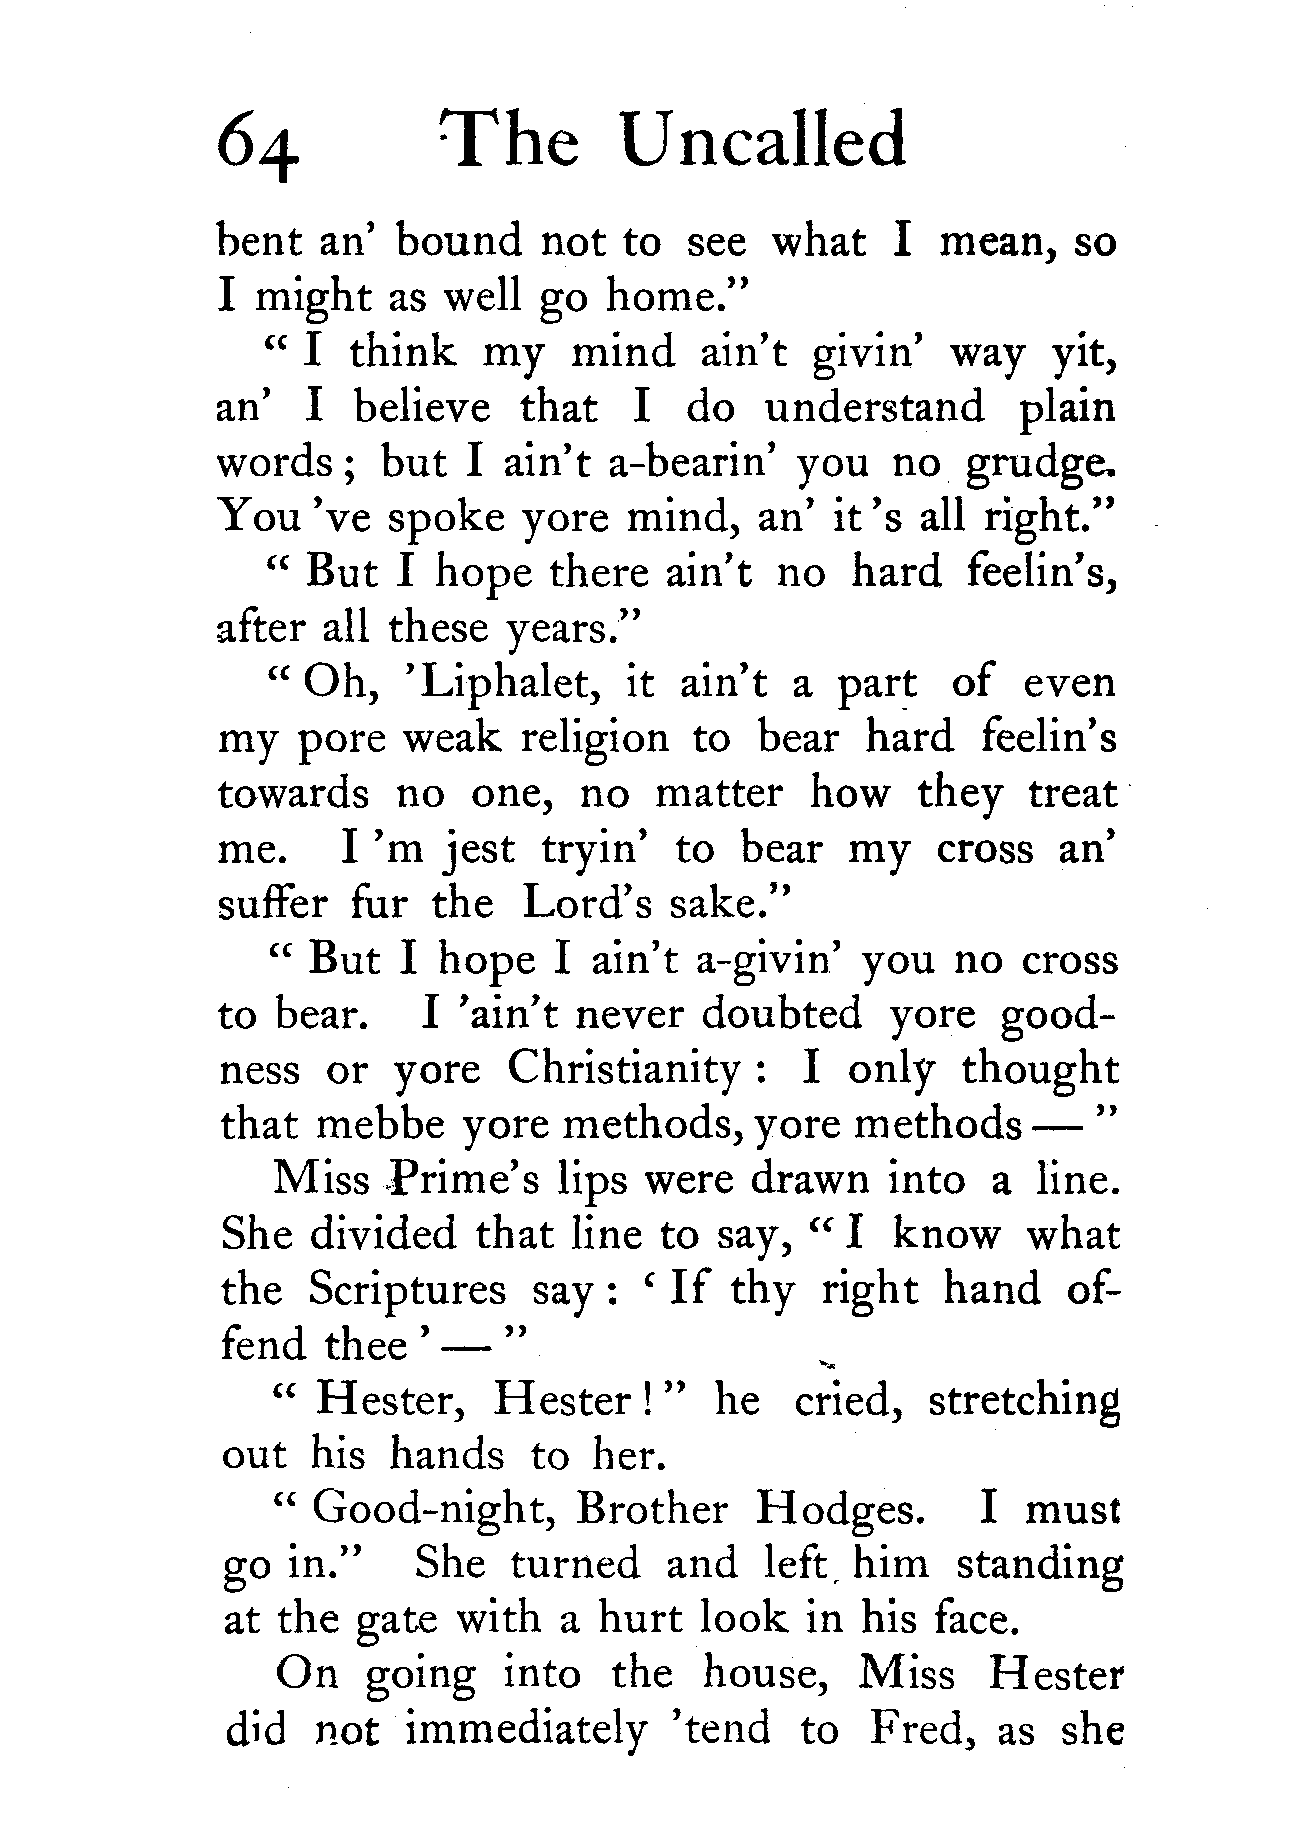 64 The Uncalled
bent an' bound not to see what I mean, so
I might as well go home."
" I think my mind ain't givin' way yit,
an' I believe that I do understand plain
words ; but I ain't a-bearin' you no grudge.
You 've spoke yore mind, an' it 's all right."
" But I hope there ain't no hard feelin's,
after all these years."
" Oh, 'Liphalet, it ain't a part of even
my pore weak religion to bear hard feelin's
towards no one, no matter how they treat
me. I 'm jest tryin' to bear my cross an'
suffer fur the Lord's sake."
" But I hope I ain't a-givin' you no cross
to bear. I 'ain't never doubted yore good-
ness or yore Christianity : I only thought
that mebbe yore methods, yore methods — "
Miss Prime's lips were drawn into a line.
She divided that line to say, " I know what
the Scriptures say : ' If thy right hand of-
fend thee ' — "
" Hester, Hester ! " he cried, stretching
out his hands to her.
" Good-night, Brother Hodges. I must
go in." She turned and left him standing
at the gate with a hurt look in his face.
On going into the house, Miss Hester
did not immediately 'tend to Fred, as she